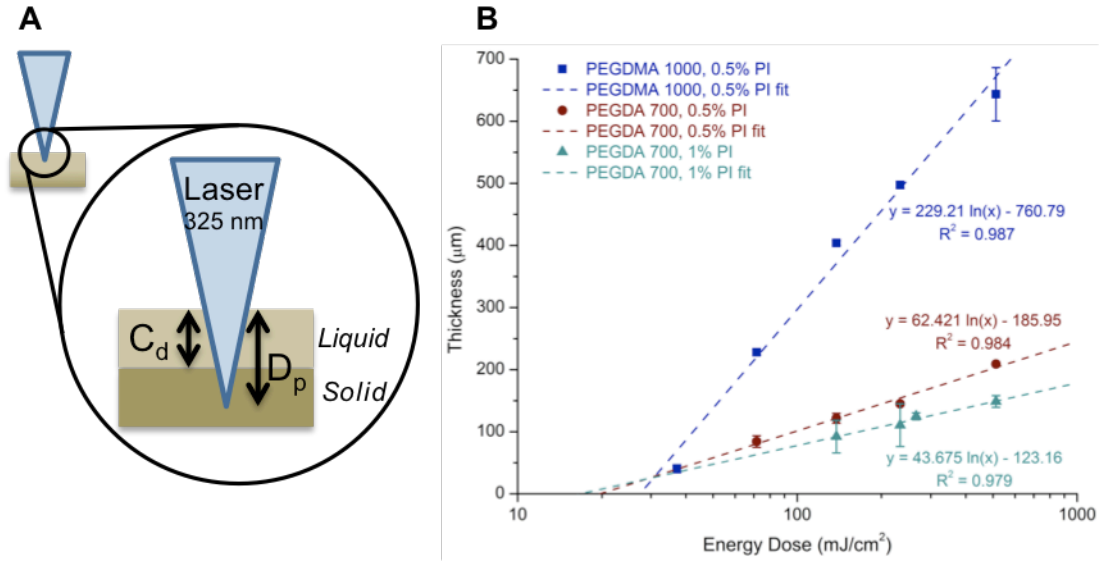 A
Laser
325 nm
C_d
D_p
Liquid
Solid
B
PEGDMA 1000, 0.5% PI
PEGDMA 1000, 0.5% PI fit
PEGDA 700, 0.5% PI
PEGDA 700, 0.5% PI fit
PEGDA 700, 1% PI
PEGDA 700, 1% PI fit
y = 229.21 ln(x) - 760.79
R² = 0.987
y = 62.421 ln(x) - 185.95
R² = 0.984
y = 43.675 ln(x) - 123.16
R² = 0.979
Thickness (μm)
700
600
500
400
300
200
100
0
10
100
1000
Energy Dose (mJ/cm²)